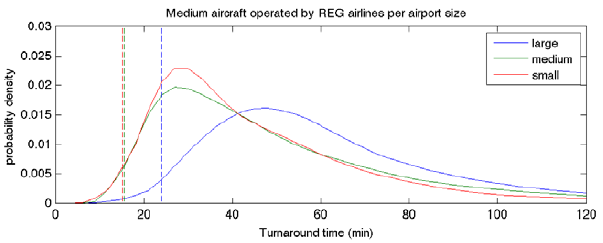 Medium aircraft operated by REG airlines per airport size
0.03
0.025
0.02
0.015
0.01
0.005
0
probability density
large
medium
small
0 20 40 60 80 100 120
Turnaround time (min)